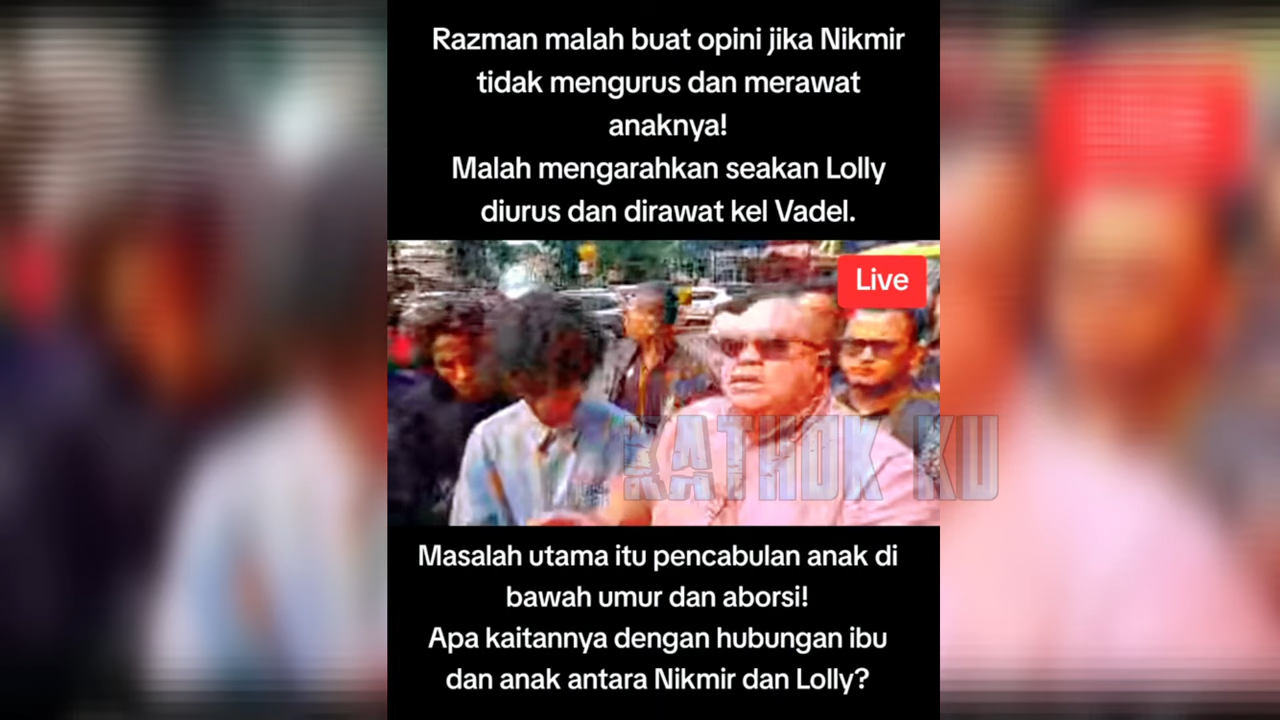 Razman malah buat opini jika Nikmir
tidak mengurus dan merawat
anaknya!
Malah mengarahkan seakan Lolly
diurus dan dirawat kel Vadel.
Live
KATHOK KU
Masalah utama itu pencabulan anak di
bawah umur dan aborsi!
Apa kaitannya dengan hubungan ibu
dan anak antara Nikmir dan Lolly?